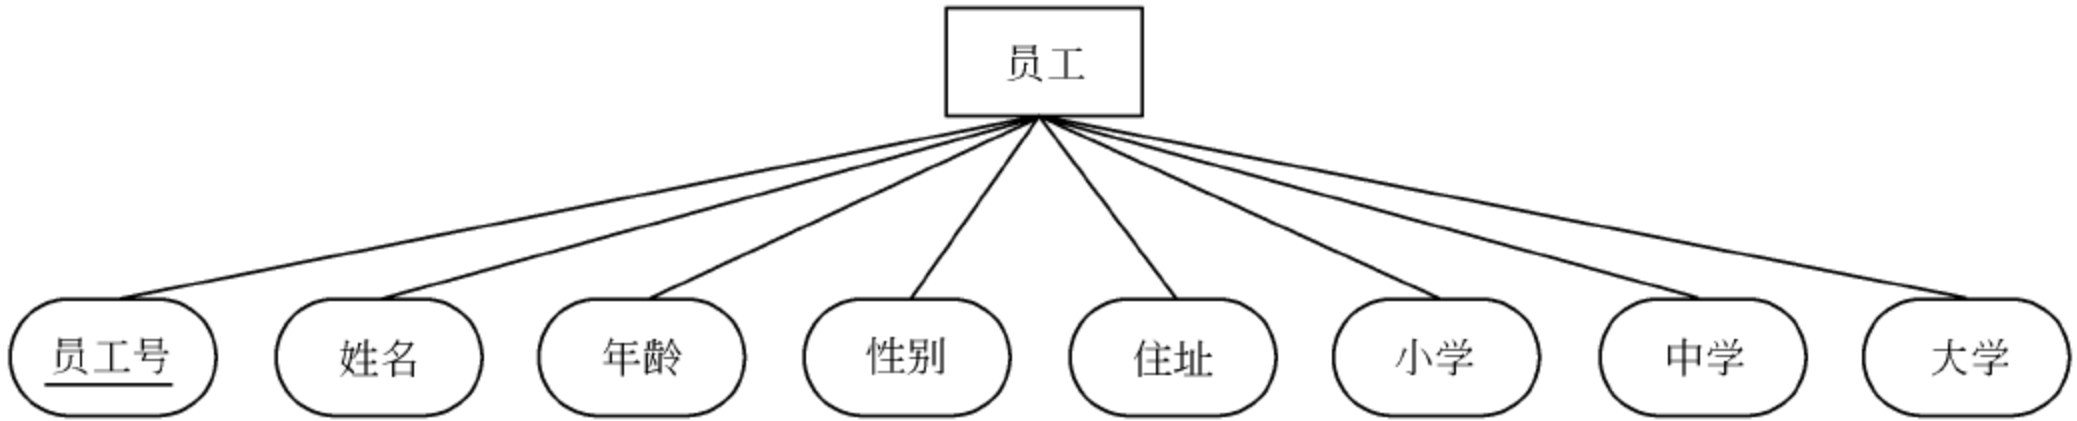 员工
员工号
姓名
年龄
性别
住址
小学
中学
大学